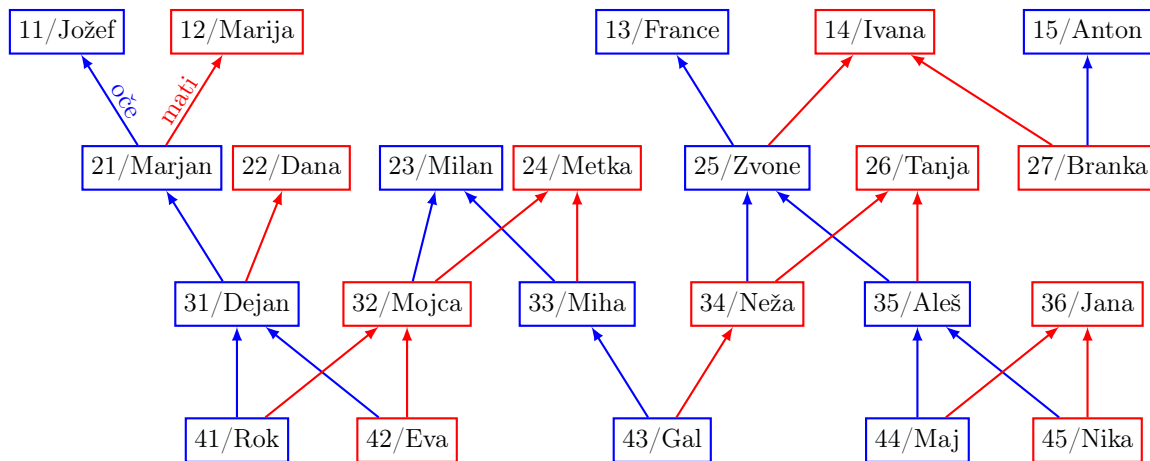 11/Jožef 12/Marija 13/France 14/Ivana 15/Anton
oče mati
21/Marjan 22/Dana 23/Milan 24/Metka 25/Zvone 26/Tanja 27/Branka
31/Dejan 32/Mojca 33/Miha 34/Neža 35/Aleš 36/Jana
41/Rok 42/Eva 43/Gal 44/Maj 45/Nika